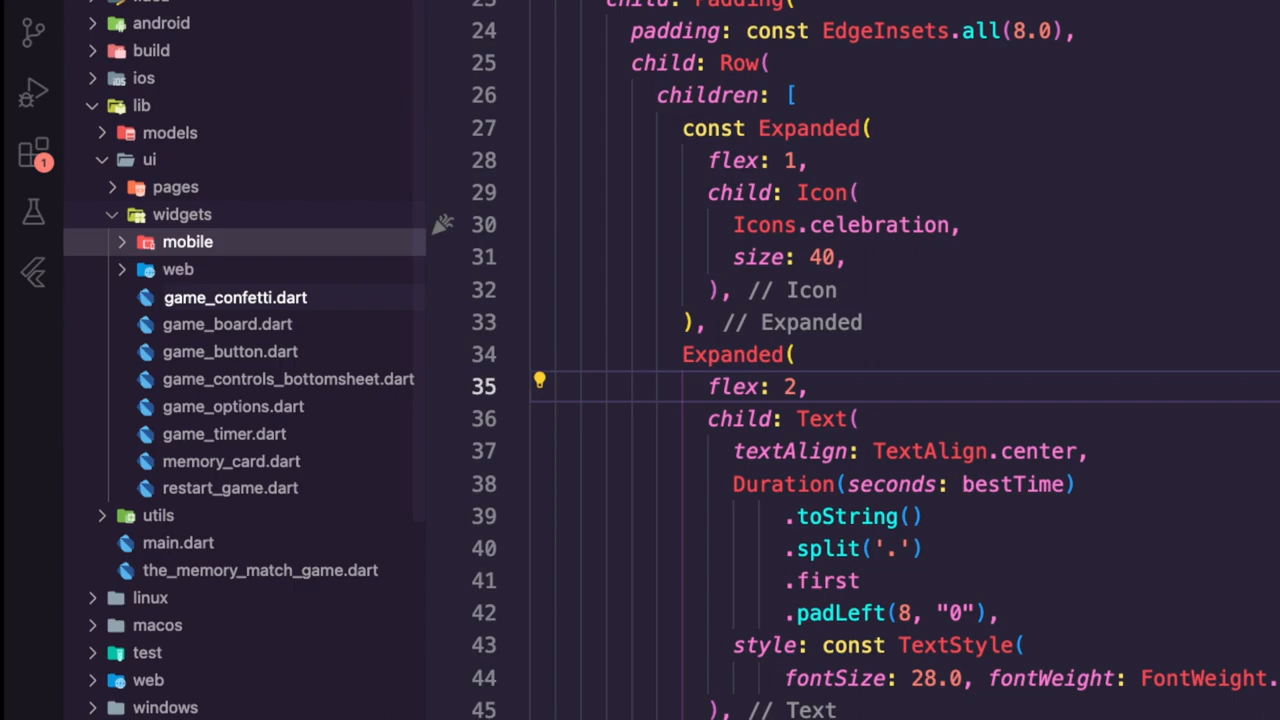 android
build
ios
lib
models
ui
pages
widgets
mobile
web
game_confetti.dart
game_board.dart
game_button.dart
game_controls_bottomsheet.dart
game_options.dart
game_timer.dart
memory_card.dart
restart_game.dart
utils
main.dart
the_memory_match_game.dart
linux
macos
test
web
windows
1
23 child: Padding(
24 padding: const EdgeInsets.all(8.0),
25 child: Row(
26 children: [
27 const Expanded(
28 flex: 1,
29 child: Icon(
30 Icons.celebration,
31 size: 40,
32 ), // Icon
33 ), // Expanded
34 Expanded(
35 flex: 2,
36 child: Text(
37 textAlign: TextAlign.center,
38 Duration(seconds: bestTime)
39 .toString()
40 .split('.')
41 .first
42 .padLeft(8, "0"),
43 style: const TextStyle(
44 fontSize: 28.0, fontWeight: FontWeight.
45 ), // Text